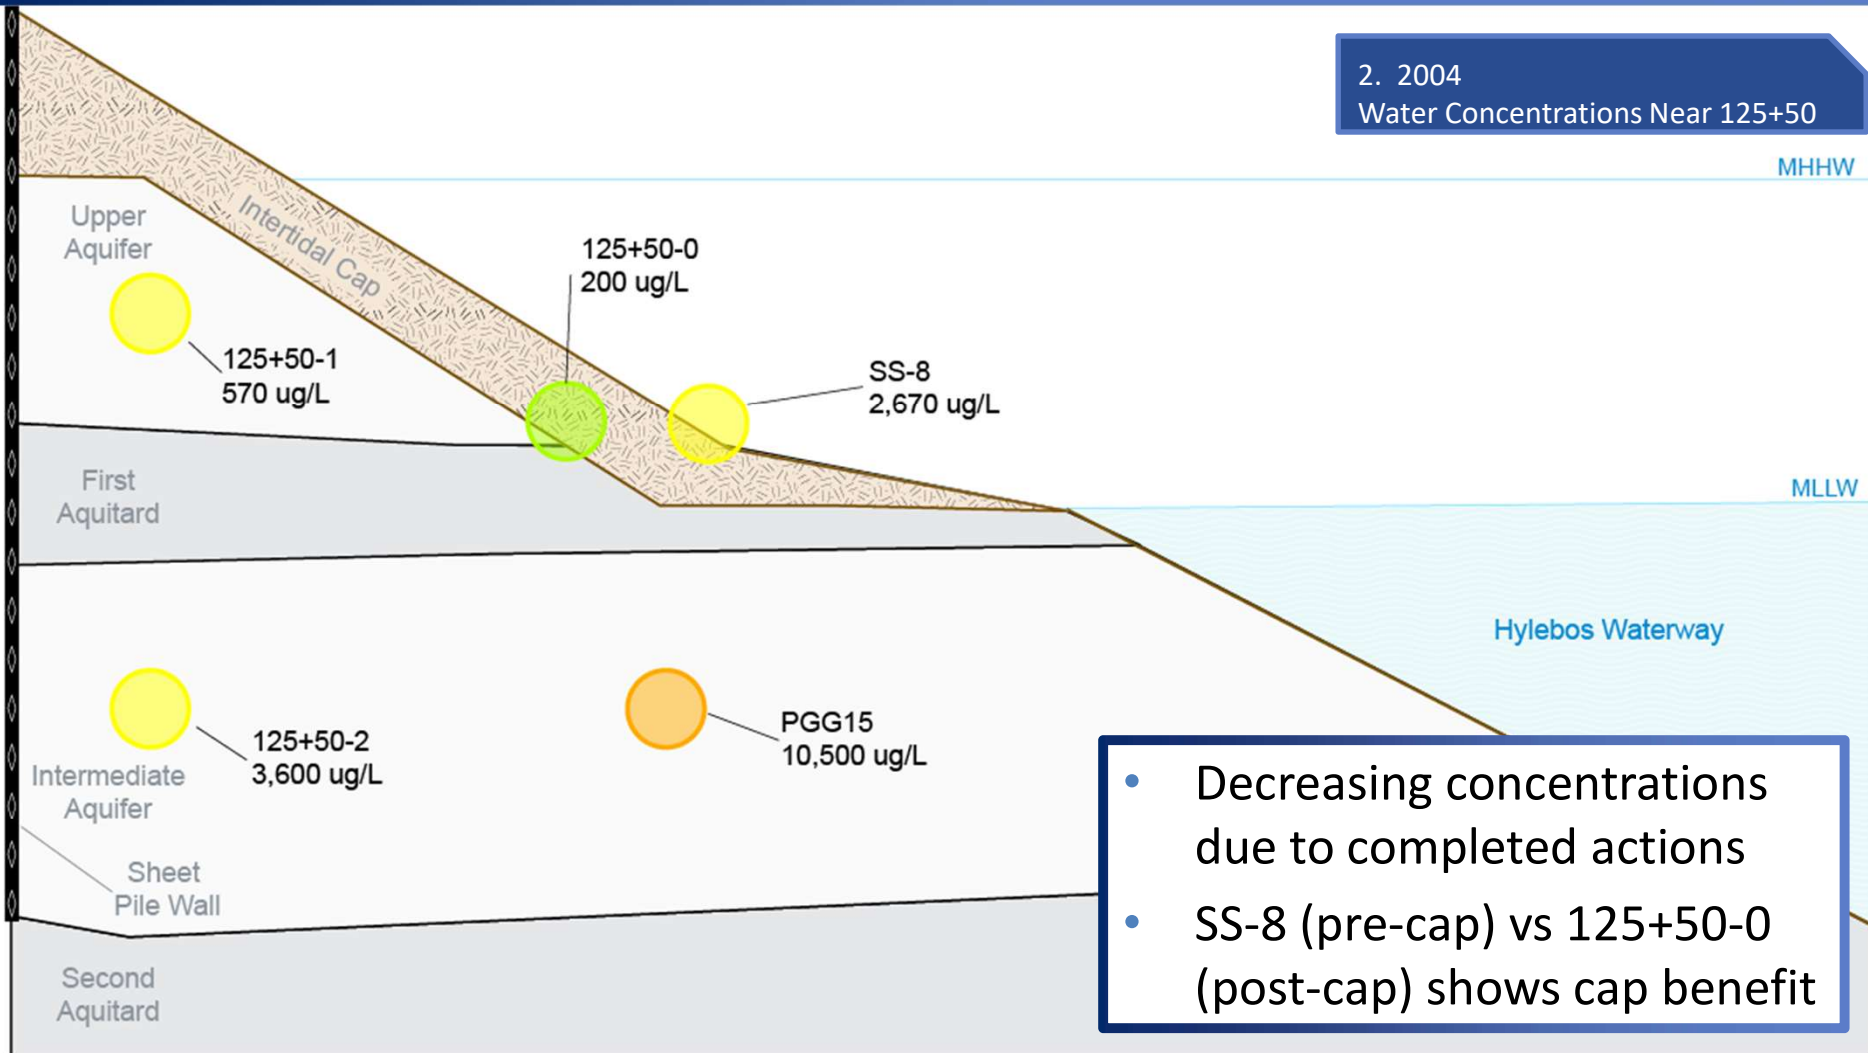 2. 2004
Water Concentrations Near 125+50
MHHW
Upper
Aquifer
Intertidal Cap
125+50-0
200 ug/L
125+50-1
570 ug/L
SS-8
2,670 ug/L
First
Aquitard
MLLW
Hylebos Waterway
125+50-2
3,600 ug/L
PGG15
10,500 ug/L
Intermediate
Aquifer
Sheet
Pile Wall
Second
Aquitard
• Decreasing concentrations
due to completed actions
• SS-8 (pre-cap) vs 125+50-0
(post-cap) shows cap benefit